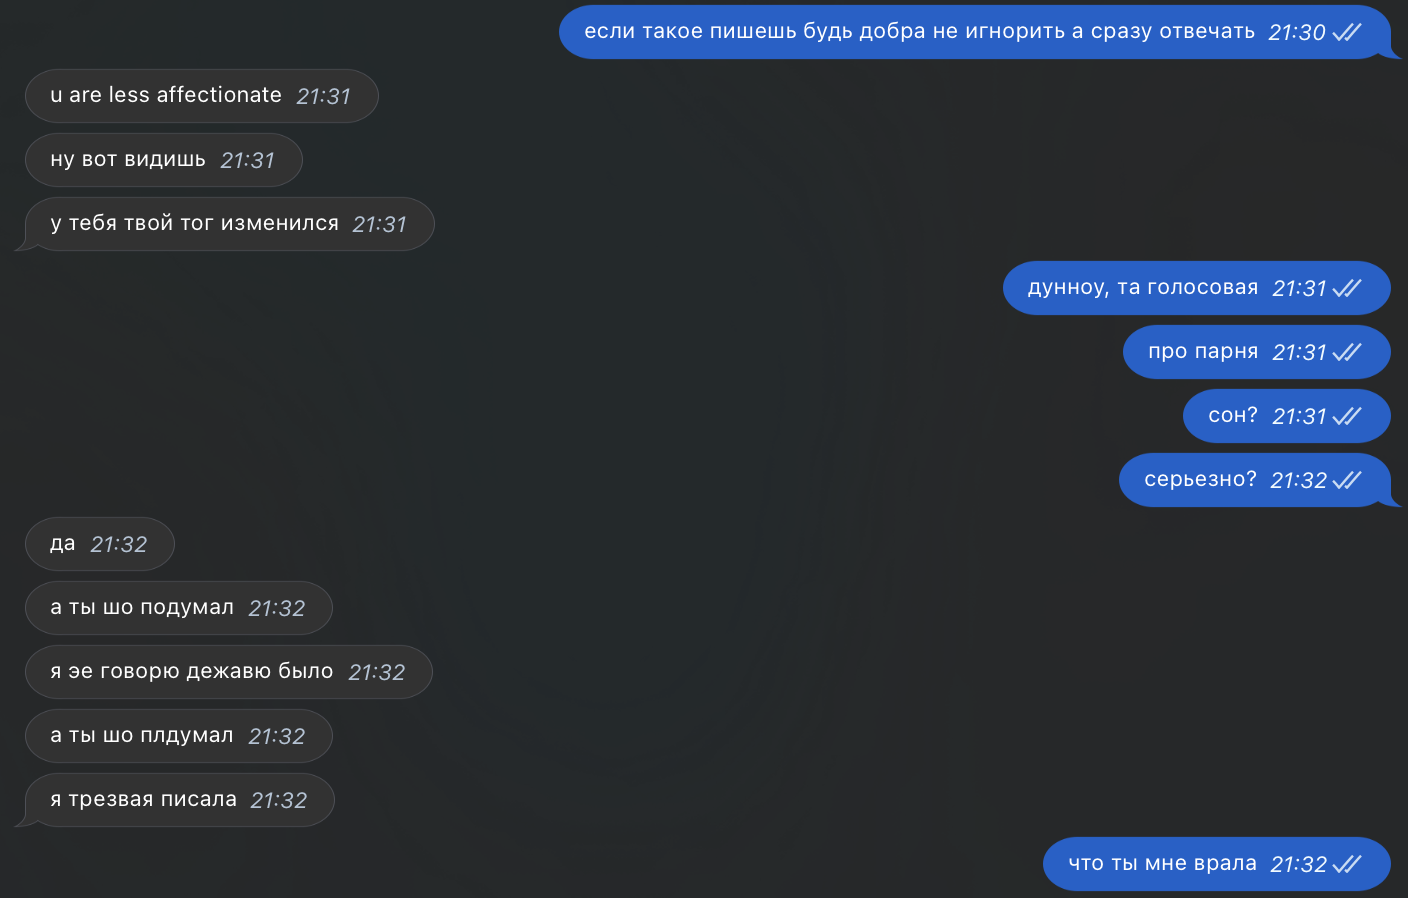 если такое пишешь будь добра не игнорить а сразу отвечать 21:30
u are less affectionate 21:31
ну вот видишь 21:31
у тебя твой тог изменился 21:31
дунноу, та голосовая 21:31
про парня 21:31
сон? 21:31
серьезно? 21:32
да 21:32
а ты шо подумал 21:32
я эе говорю дежавю было 21:32
а ты шо плдумал 21:32
я трезвая писала 21:32
что ты мне врала 21:32